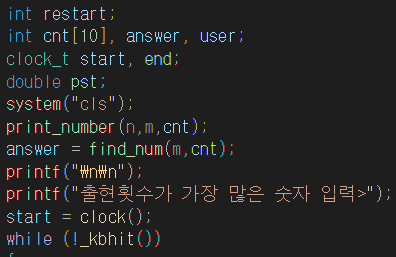 int restart;
int cnt[10], answer, user;
clock_t start, end;
double pst;
system("cls");
print_number(n,m,cnt);
answer = find_num(m,cnt);
printf("₩n₩n");
printf("출현횟수가 가장 많은 숫자 입력>");
start = clock();
while (!_kbhit())
{